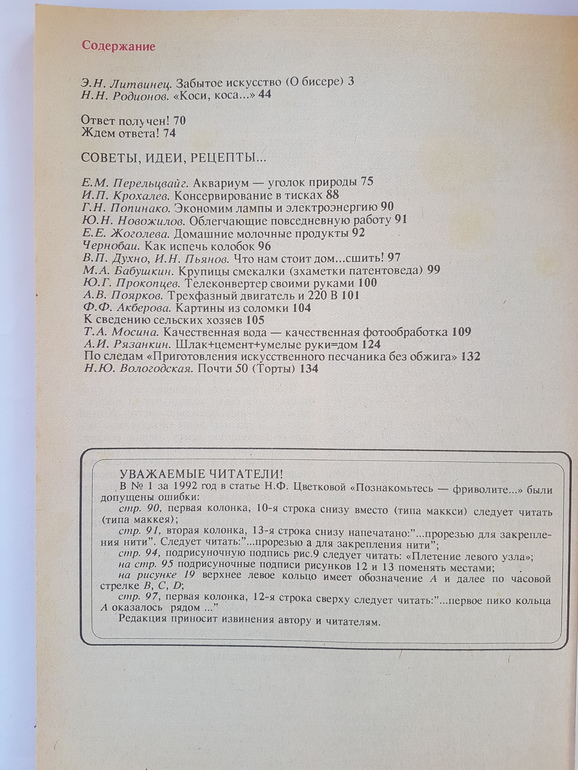 Содержание
Э.Н. Литвинец. Забытое искусство (О бисере) 3
Н.Н. Родионов. «Коси, коса...» 44
Ответ получен! 70
Ждем ответа! 74
СОВЕТЫ, ИДЕИ, РЕЦЕПТЫ...
Е.М. Перельцвайг. Аквариум — уголок природы 75
И.П. Крохалев. Консервирование в тисках 88
Г.Н. Попинако. Экономим лампы и электроэнергию 90
Ю.Н. Новожилов. Облегчающие повседневную работу 91
Е.Е. Жоголева. Домашние молочные продукты 92
Чернобаи. Как испечь колобок 96
В.П. Духно, И.Н. Пьянов. Что нам стоит дом...сшить! 97
М.А. Бабушкин. Крупицы смекалки (зхаметки патентоведа) 99
Ю.Г. Прокопцев. Телеконвертер своими руками 100
А.В. Поярков. Трехфазный двигатель и 220 В 101
Ф.Ф. Акберова. Картины из соломки 104
К сведению сельских хозяев 105
Т.А. Мосина. Качественная вода — качественная фотообработка 109
А.И. Рязанкин. Шлак+цемент+умелые руки=дом 124
По следам «Приготовления искусственного песчаника без обжига» 132
Н.Ю. Вологодская. Почти 50 (Торты) 134
УВАЖАЕМЫЕ ЧИТАТЕЛИ!
В № 1 за 1992 год в статье Н.Ф. Цветковой «Познакомьтесь — фриволите...» были
допущены ошибки:
стр. 90, первая колонка, 10-я строка снизу вместо (типа маккси) следует читать
(типа маккея);
стр. 91, вторая колонка, 13-я строка снизу напечатано:"...прорезью для закрепле-
ния нити". Следует читать:"...прорезью а для закрепления нити";
стр. 94, подрисуночную подпись рис.9 следует читать: «Плетение левого узла»;
на стр. 95 подрисуночные подписи рисунков 12 и 13 поменять местами;
на рисунке 19 верхнее левое кольцо имеет обозначение А и далее по часовой
стрелке В, С, D;
стр. 97, первая колонка, 12-я строка сверху следует читать:"...первое пико кольца
А оказалось рядом ..."
Редакция приносит извинения автору и читателям.